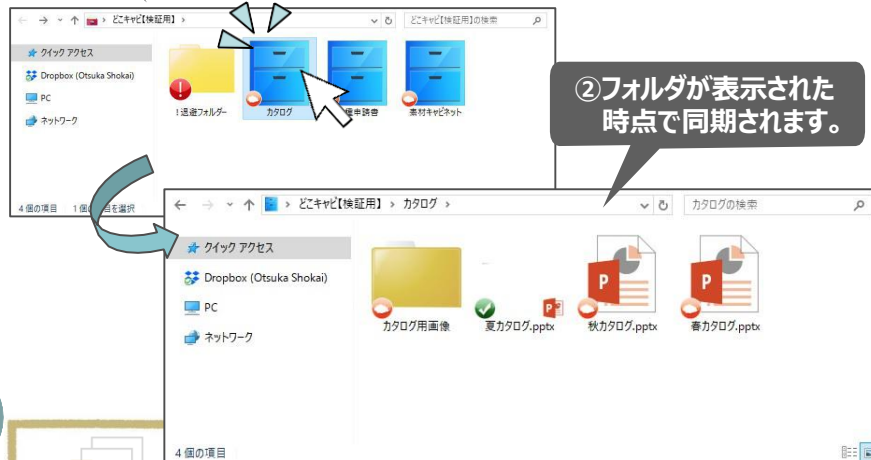 どこキャビ【検証用】
どこキャビ【検証用】の検索
クイック アクセス
Dropbox (Otsuka Shokai)
PC
ネットワーク
!退避フォルダー
カタログ
申請書
素材キャビネット
4 個の項目
②フォルダが表示された
時点で同期されます。
どこキャビ【検証用】 › カタログ ›
カタログの検索
クイック アクセス
Dropbox (Otsuka Shokai)
PC
ネットワーク
カタログ用画像
夏カタログ.pptx
秋カタログ.pptx
春カタログ.pptx
4 個の項目